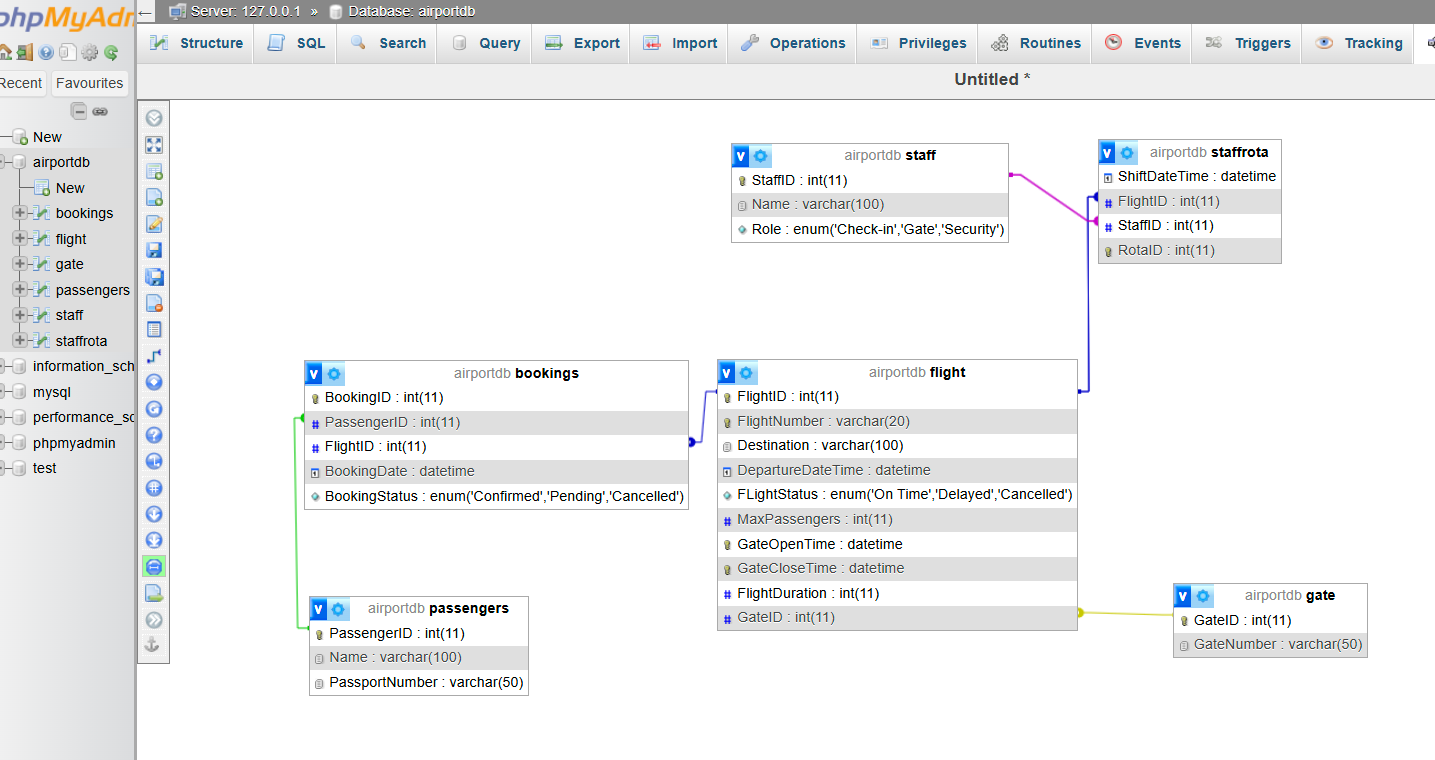 phpMyAdm
Server: 127.0.0.1 » Database: airportdb
Structure SQL Search Query Export Import Operations Privileges Routines Events Triggers Tracking
Untitled *
Recent Favourites
New
airportdb
New
bookings
flight
gate
passengers
staff
staffrota
information_sch
mysql
performance_sc
phpmyadmin
test
airportdb staff
StaffID : int(11)
Name : varchar(100)
Role : enum('Check-in','Gate','Security')
airportdb staffrota
ShiftDateTime : datetime
FlightID : int(11)
StaffID : int(11)
RotaID : int(11)
airportdb bookings
BookingID : int(11)
PassengerID : int(11)
FlightID : int(11)
BookingDate : datetime
BookingStatus : enum('Confirmed','Pending','Cancelled')
airportdb flight
FlightID : int(11)
FlightNumber : varchar(20)
Destination : varchar(100)
DepartureDateTime : datetime
FLightStatus : enum('On Time','Delayed','Cancelled')
MaxPassengers : int(11)
GateOpenTime : datetime
GateCloseTime : datetime
FlightDuration : int(11)
GateID : int(11)
airportdb passengers
PassengerID : int(11)
Name : varchar(100)
PassportNumber : varchar(50)
airportdb gate
GateID : int(11)
GateNumber : varchar(50)